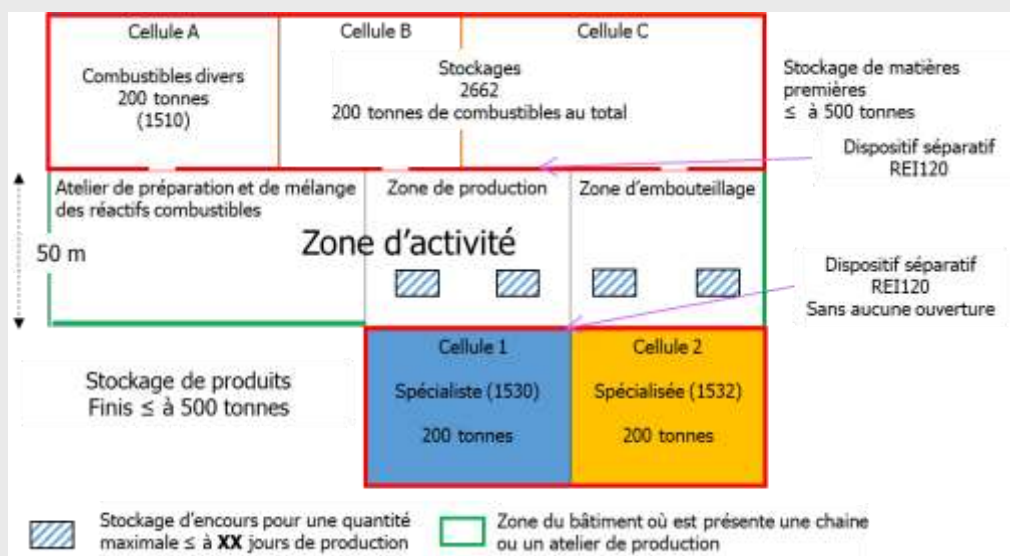 Cellule A
Cellule B
Cellule C
Combustibles divers
200 tonnes
(1510)
Stockages
2662
200 tonnes de combustibles au total
Stockage de matières
premières
≤ à 500 tonnes
Dispositif séparatif
REI120
Atelier de préparation et de mélange
des réactifs combustibles
Zone de production
Zone d'embouteillage
Zone d'activité
50 m
Dispositif séparatif
REI120
Sans aucune ouverture
Stockage de produits
Finis ≤ à 500 tonnes
Cellule 1
Spécialiste (1530)
200 tonnes
Cellule 2
Spécialisée (1532)
200 tonnes
Stockage d'encours pour une quantité
maximale ≤ à XX jours de production
Zone du bâtiment où est présente une chaine
ou un atelier de production